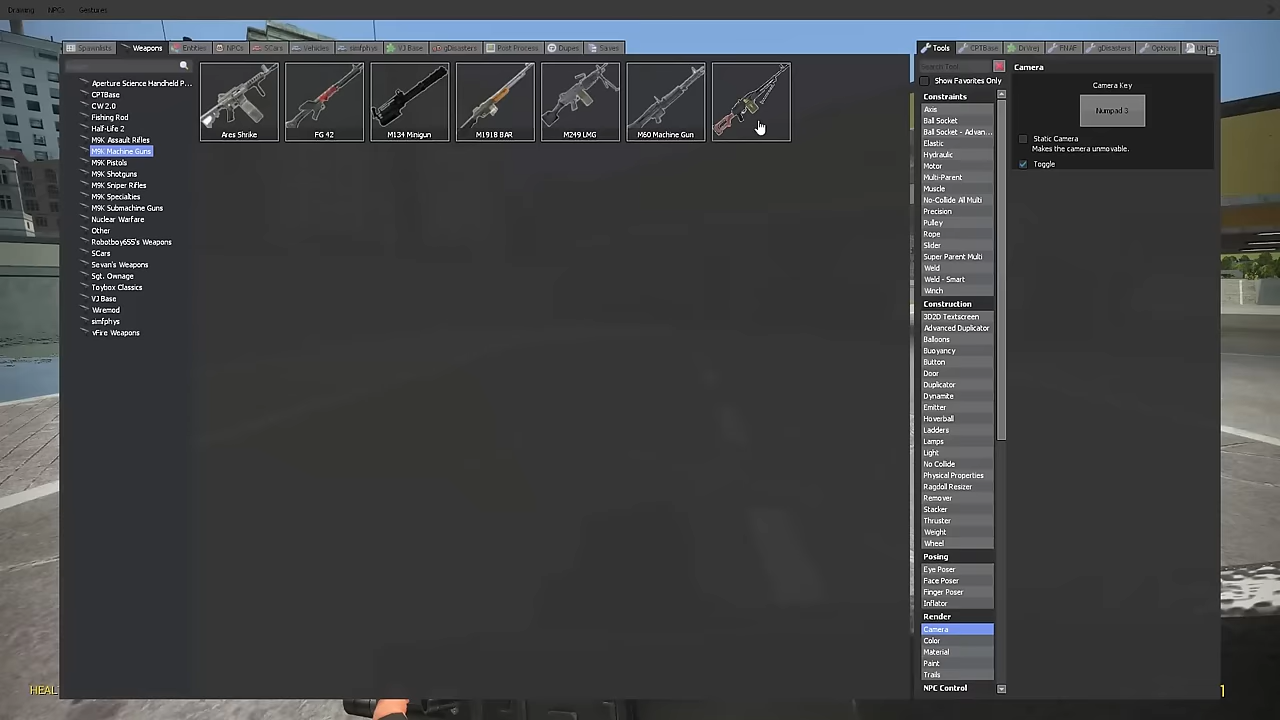 Drawing NPCs Gestures
Spawnlists Weapons Entities NPCs SCars Vehicles simfphys VJ Base gDisasters Post Process Dupes Saves
Aperture Science Handheld P...
CPTBase
CW 2.0
Fishing Rod
Half-Life 2
M9K Assault Rifles
M9K Machine Guns
M9K Pistols
M9K Shotguns
M9K Sniper Rifles
M9K Specialties
M9K Submachine Guns
Nuclear Warfare
Other
Robotboy655's Weapons
SCars
Sevan's Weapons
Sgt. Ownage
Toybox Classics
VJ Base
Wiremod
simfphys
vFire Weapons
Ares Shrike FG 42 M134 Minigun M1918 BAR M249 LMG M60 Machine Gun
Tools CPTBase DrVrej FNAF gDisasters Options
Search Tool
Show Favorites Only
Constraints
Axis
Ball Socket
Ball Socket - Advan...
Elastic
Hydraulic
Motor
Multi-Parent
Muscle
No-Collide All Multi
Precision
Pulley
Rope
Slider
Super Parent Multi
Weld
Weld - Smart
Winch
Construction
3D2D Textscreen
Advanced Duplicator
Balloons
Buoyancy
Button
Door
Duplicator
Dynamite
Emitter
Hoverball
Ladders
Lamps
Light
No Collide
Physical Properties
Ragdoll Resizer
Remover
Stacker
Thruster
Weight
Wheel
Posing
Eye Poser
Face Poser
Finger Poser
Inflator
Render
Camera
Color
Material
Paint
Trails
NPC Control
Camera
Camera Key
Numpad 3
Static Camera
Makes the camera unmovable.
Toggle
HEAL